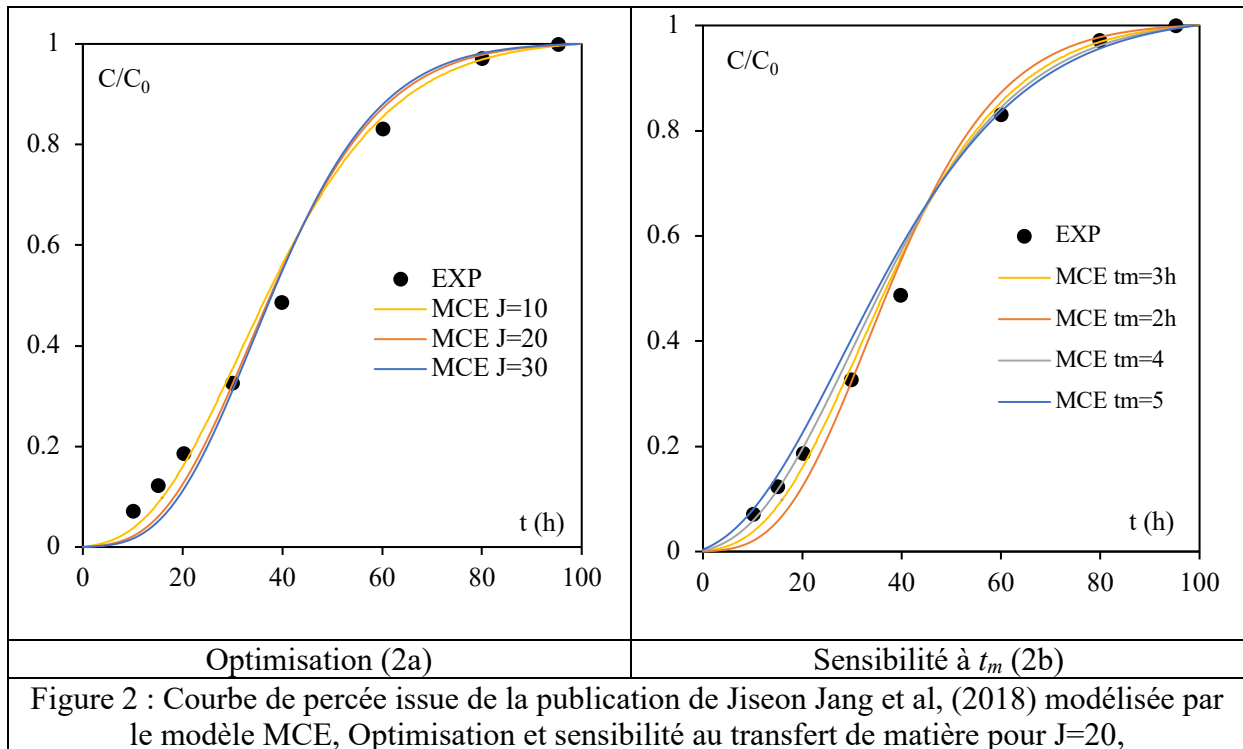 1
C/C0
0.8
0.6
EXP
MCE J=10
0.4
MCE J=20
MCE J=30
0.2
t (h)
0
0 20 40 60 80 100
1
C/C0
0.8
0.6
EXP
MCE tm=3h
0.4
MCE tm=2h
MCE tm=4
0.2
MCE tm=5
t (h)
0
0 20 40 60 80 100
Optimisation (2a)
Sensibilité à tm (2b)
Figure 2 : Courbe de percée issue de la publication de Jiseon Jang et al, (2018) modélisée par
le modèle MCE, Optimisation et sensibilité au transfert de matière pour J=20,